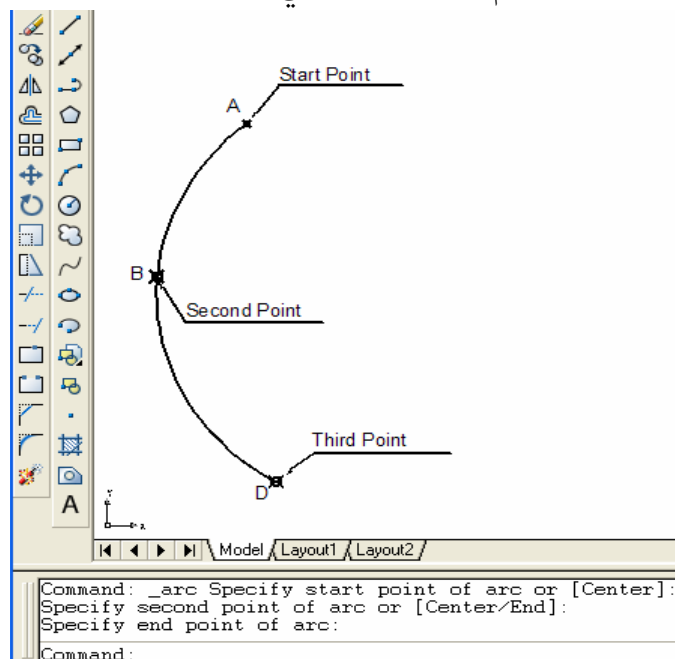 Start Point
A
B
Second Point
Third Point
D
A
Y
X
Model Layout1 Layout2
Command: _arc Specify start point of arc or [Center]:
Specify second point of arc or [Center/End]:
Specify end point of arc:
Command: